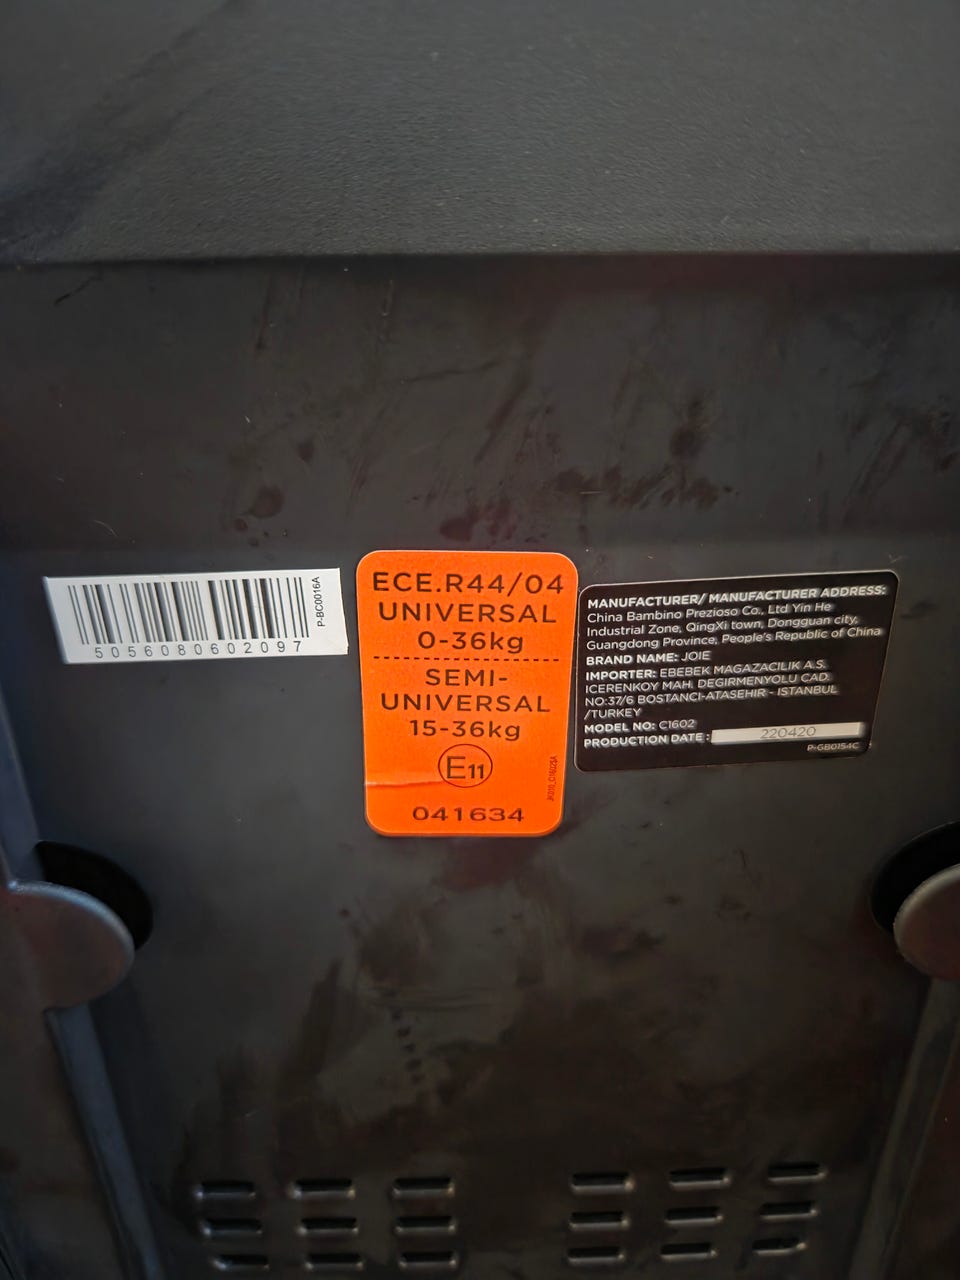 P-BC0016A
5056080602097
ECE.R44/04
UNIVERSAL
0-36kg
SEMI-
UNIVERSAL
15-36kg
E11
041634
MANUFACTURER/ MANUFACTURER ADDRESS:
China Bambino Prezioso Co., Ltd Yin He
Industrial Zone, QingXi town, Dongguan city,
Guangdong Province, People's Republic of China
BRAND NAME: JOIE
IMPORTER: EBEBEK MAGAZACILIK A.S.
ICERENKOY MAH. DEGIRMENYOLU CAD.
NO:37/6 BOSTANCI-ATASEHIR - ISTANBUL
/TURKEY
MODEL NO: C1602
PRODUCTION DATE : 220420
P-GB0154C